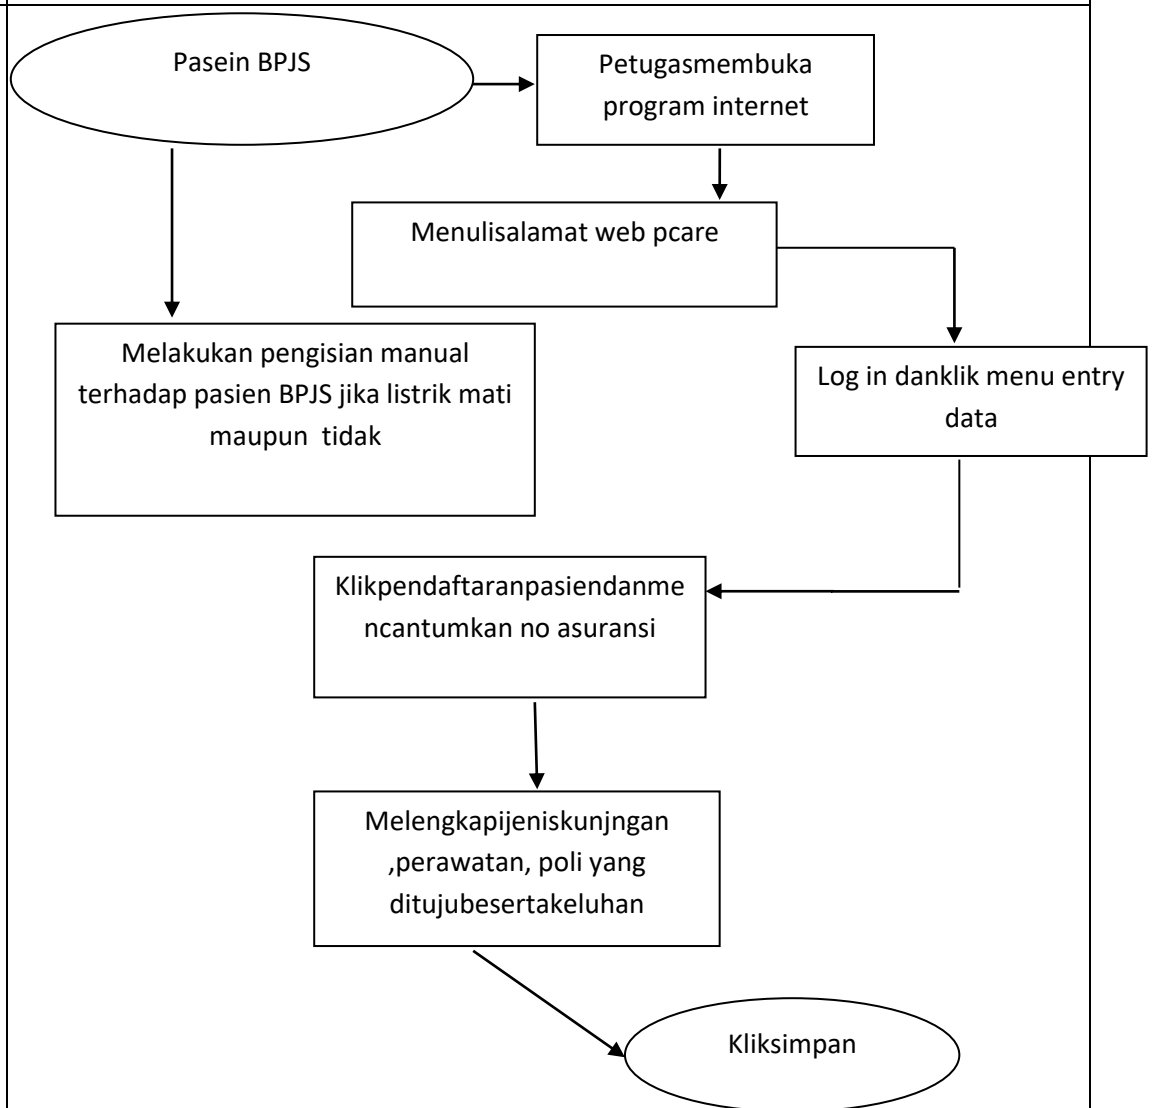 Pasein BPJS
Petugasmembuka
program internet
Menulisalamat web pcare
Melakukan pengisian manual
terhadap pasien BPJS jika listrik mati
maupun  tidak
Log in danklik menu entry
data
Klikpendaftaranpasiendanme
ncantumkan no asuransi
Melengkapijeniskunjngan
,perawatan, poli yang
ditujubesertakeluhan
Kliksimpan